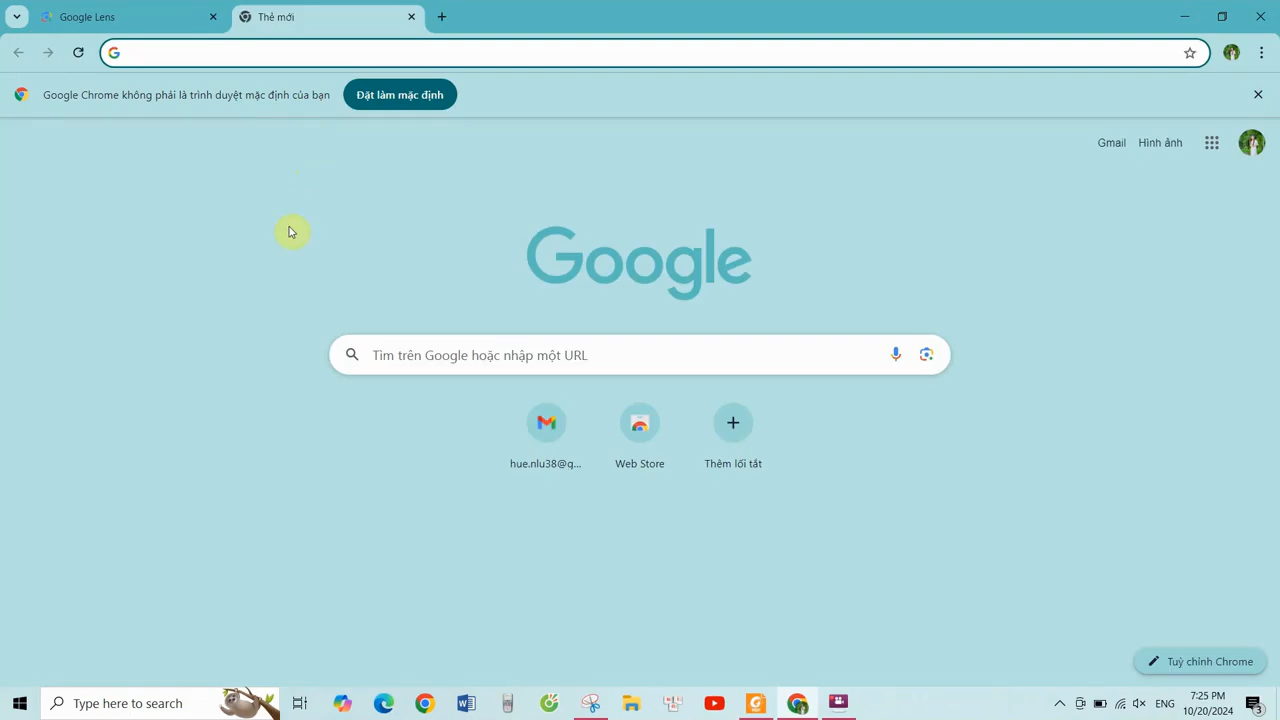 Google Lens
Thẻ mới
Google Chrome không phải là trình duyệt mặc định của bạn
Đặt làm mặc định
Gmail
Hình ảnh
Google
Tìm trên Google hoặc nhập một URL
hue.nlu38@g...
Web Store
Thêm lối tắt
Tuỳ chỉnh Chrome
Type here to search
ENG
7:25 PM
10/20/2024
3